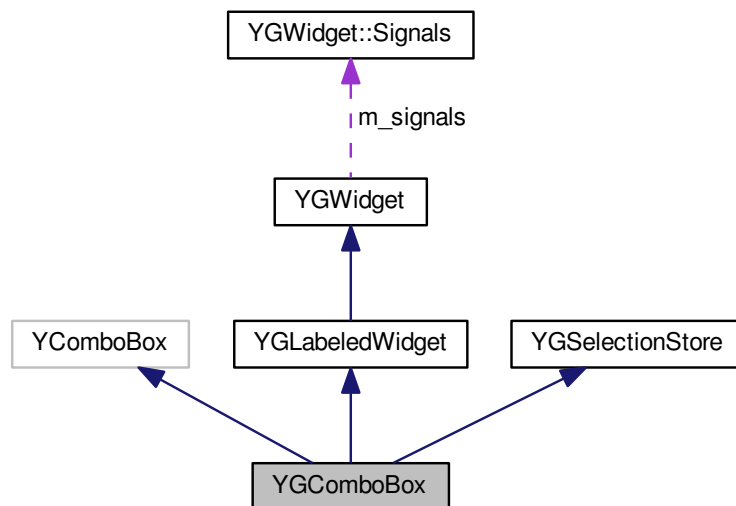 YGWidget::Signals
m_signals
YGWidget
YComboBox
YGLabeledWidget
YGSelectionStore
YGComboBox